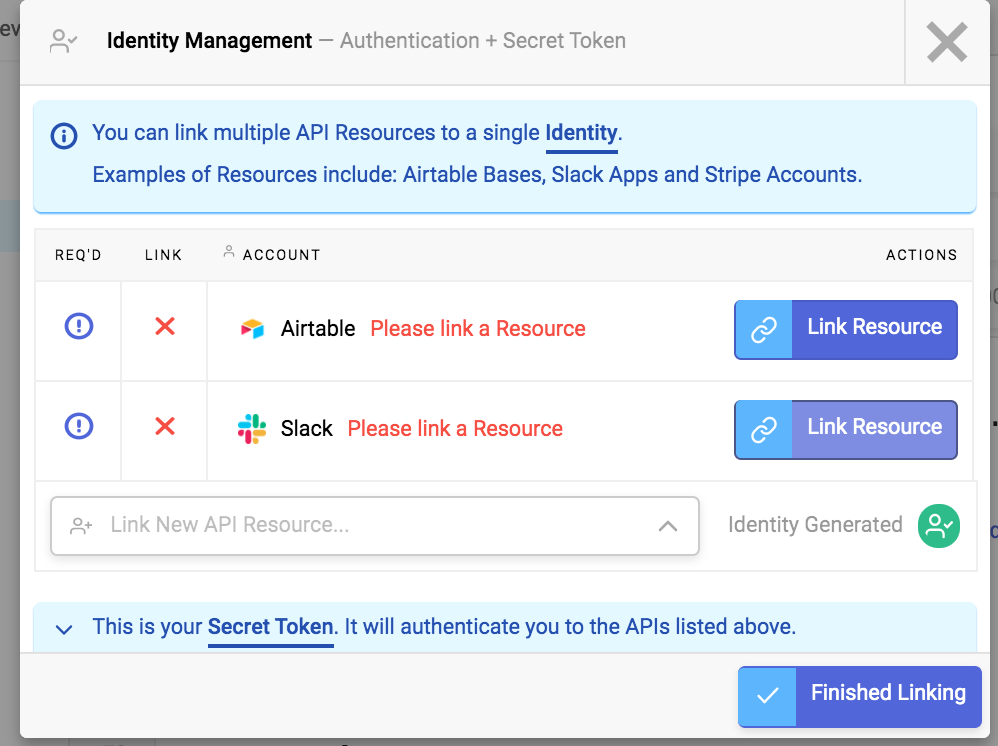 Identity Management — Authentication + Secret Token
You can link multiple API Resources to a single Identity.
Examples of Resources include: Airtable Bases, Slack Apps and Stripe Accounts.
REQ'D LINK ACCOUNT ACTIONS
Airtable Please link a Resource Link Resource
Slack Please link a Resource Link Resource
Link New API Resource... Identity Generated
This is your Secret Token. It will authenticate you to the APIs listed above.
Finished Linking